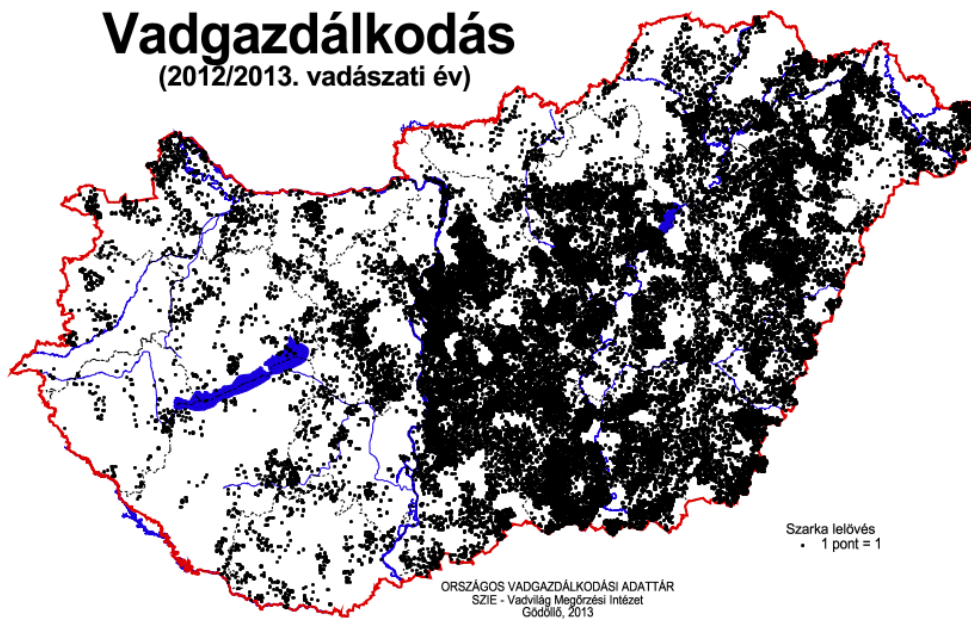 Vadgazdálkodás
(2012/2013. vadászati év)
Szarka lelövés
1 pont = 1
ORSZÁGOS VADGAZDÁLKODÁSI ADATTÁR
SZIE - Vadvilág Megőrzési Intézet
Gödöllő, 2013